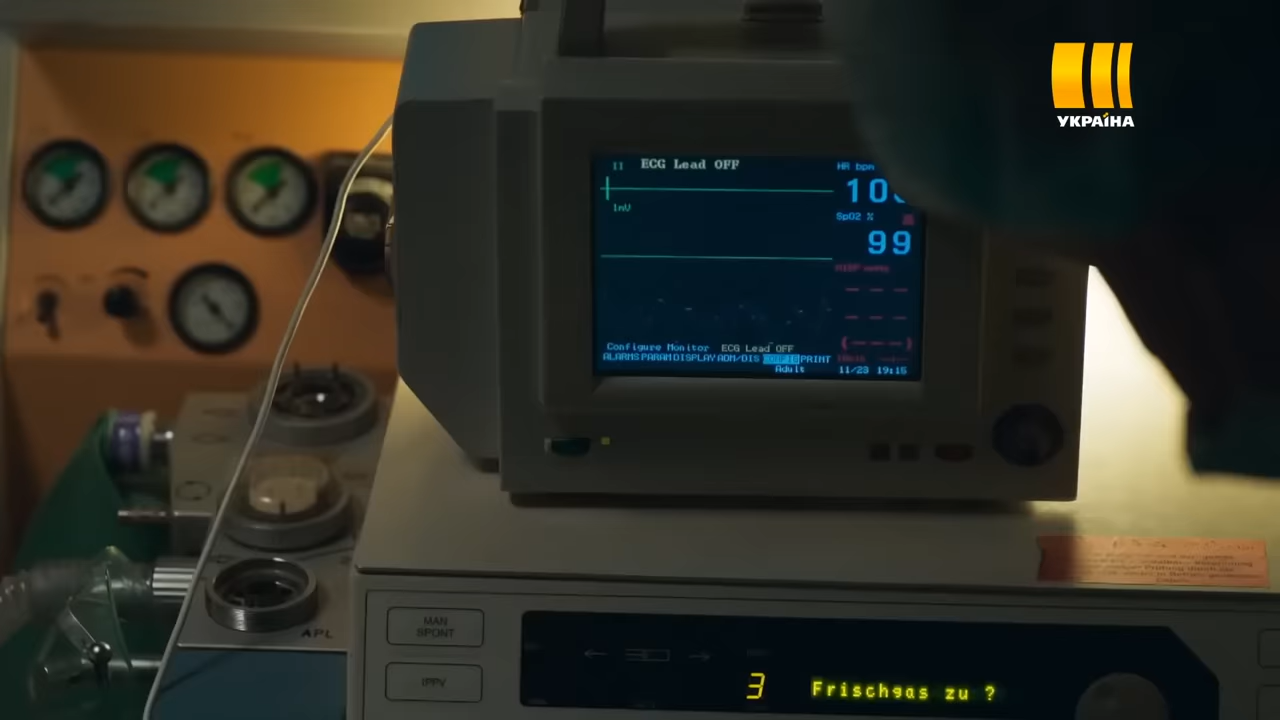 УКРАЇНА
II ECG Lead OFF
HR bpm
1mV
SpO2 %
99
Configure Monitor ECG Lead OFF
ALARMS PARAM DISPLAY ADM/DIS CONFIG PRINT
Adult 11/23 19:15
APL
MAN
SPONT
IPPV
3 Frischgas zu ?